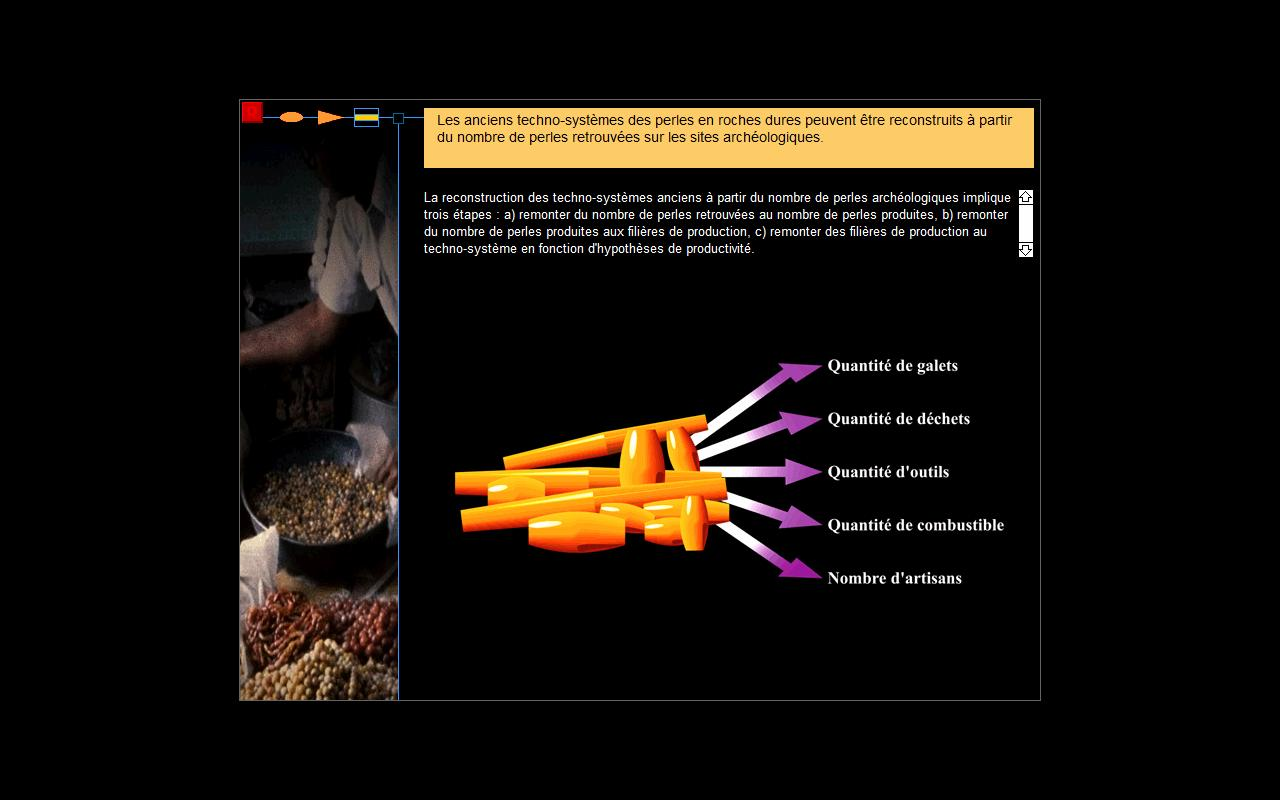 Les anciens techno-systèmes des perles en roches dures peuvent être reconstruits à partir
du nombre de perles retrouvées sur les sites archéologiques.
La reconstruction des techno-systèmes anciens à partir du nombre de perles archéologiques implique
trois étapes : a) remonter du nombre de perles retrouvées au nombre de perles produites, b) remonter
du nombre de perles produites aux filières de production, c) remonter des filières de production au
techno-système en fonction d'hypothèses de productivité.
Quantité de galets
Quantité de déchets
Quantité d'outils
Quantité de combustible
Nombre d'artisans